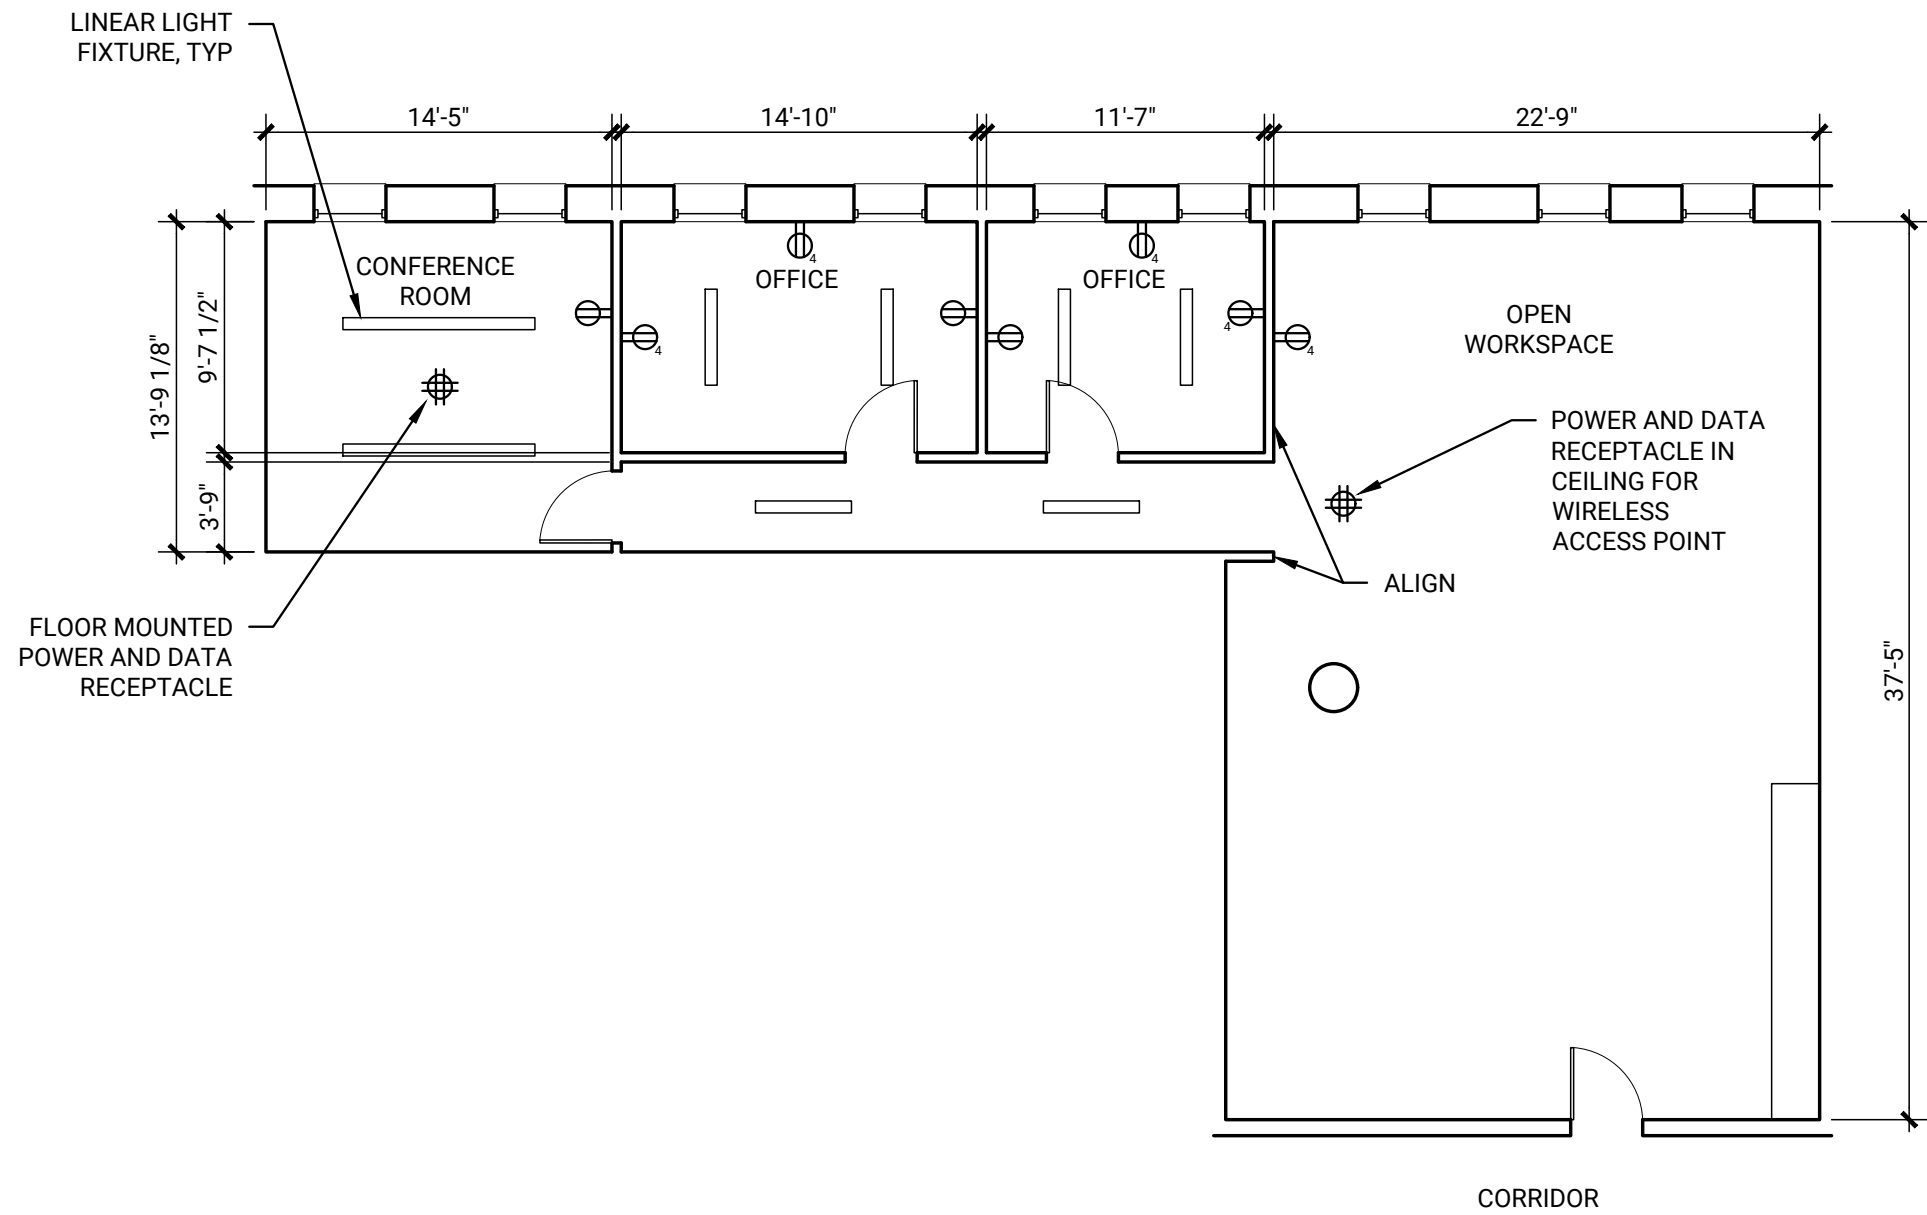 LINEAR LIGHT
FIXTURE, TYP
14'-5"
14'-10"
11'-7"
22'-9"
CONFERENCE
ROOM
4
OFFICE
4
OFFICE
4
4
4
OPEN
WORKSPACE
9'-7 1/2"
13'-9 1/8"
3'-9"
POWER AND DATA
RECEPTACLE IN
CEILING FOR
WIRELESS
ACCESS POINT
ALIGN
FLOOR MOUNTED
POWER AND DATA
RECEPTACLE
37'-5"
CORRIDOR